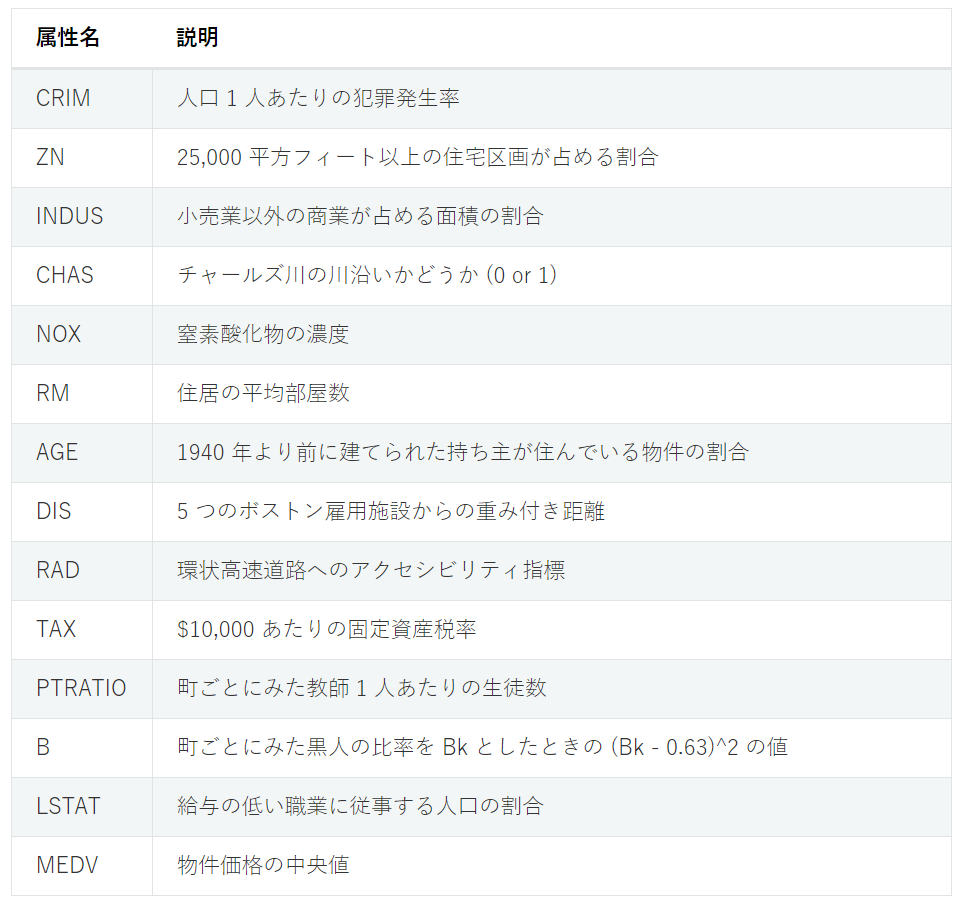 属性名 説明
CRIM 人口 1 人あたりの犯罪発生率
ZN 25,000 平方フィート以上の住宅区画が占める割合
INDUS 小売業以外の商業が占める面積の割合
CHAS チャールズ川の川沿いかどうか (0 or 1)
NOX 窒素酸化物の濃度
RM 住居の平均部屋数
AGE 1940 年より前に建てられた持ち主が住んでいる物件の割合
DIS 5 つのボストン雇用施設からの重み付き距離
RAD 環状高速道路へのアクセシビリティ指標
TAX $10,000 あたりの固定資産税率
PTRATIO 町ごとにみた教師 1 人あたりの生徒数
B 町ごとにみた黒人の比率を Bk としたときの (Bk - 0.63)^2 の値
LSTAT 給与の低い職業に従事する人口の割合
MEDV 物件価格の中央値